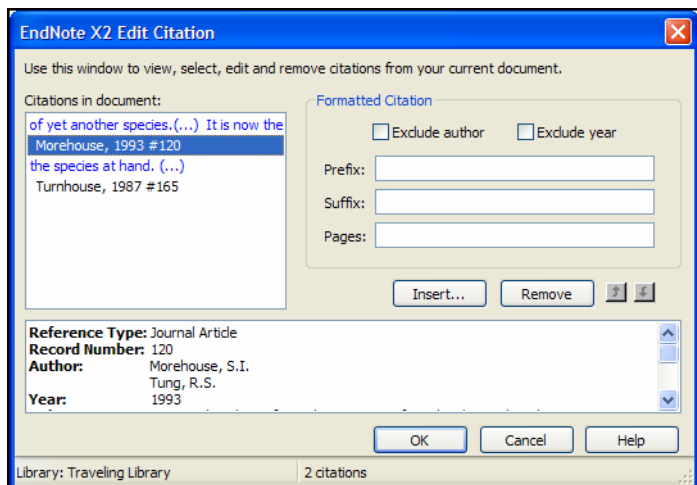 EndNote X2 Edit Citation
Use this window to view, select, edit and remove citations from your current document.
Citations in document:
of yet another species.(...) It is now the
Morehouse, 1993 #120
the species at hand. (...)
Turnhouse, 1987 #165
Formatted Citation
Exclude author
Exclude year
Prefix:
Suffix:
Pages:
Insert...
Remove
Reference Type: Journal Article
Record Number: 120
Author: Morehouse, S.I.
Tung, R.S.
Year: 1993
OK
Cancel
Help
Library: Traveling Library
2 citations